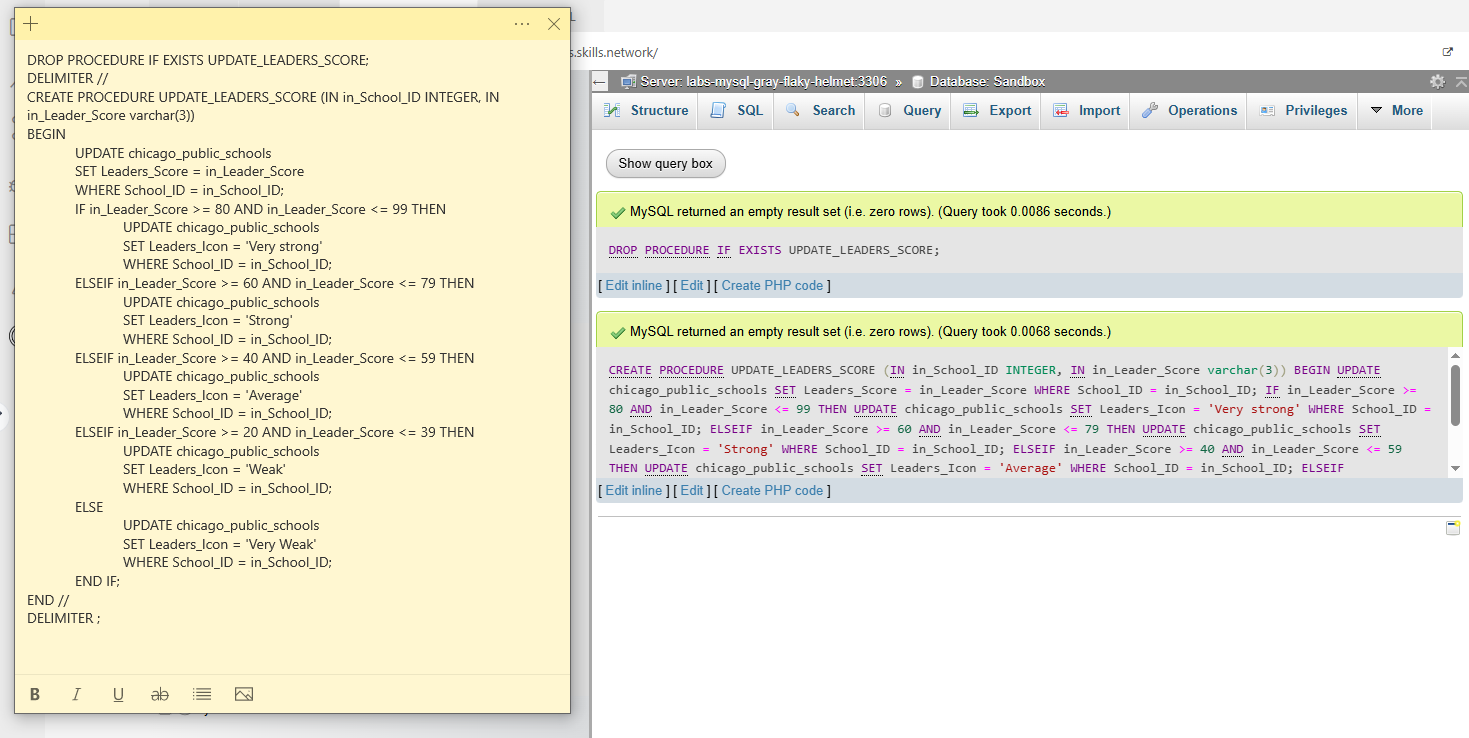 DROP PROCEDURE IF EXISTS UPDATE_LEADERS_SCORE;
DELIMITER //
CREATE PROCEDURE UPDATE_LEADERS_SCORE (IN in_School_ID INTEGER, IN
in_Leader_Score varchar(3))
BEGIN
UPDATE chicago_public_schools
SET Leaders_Score = in_Leader_Score
WHERE School_ID = in_School_ID;
IF in_Leader_Score >= 80 AND in_Leader_Score <= 99 THEN
UPDATE chicago_public_schools
SET Leaders_Icon = 'Very strong'
WHERE School_ID = in_School_ID;
ELSEIF in_Leader_Score >= 60 AND in_Leader_Score <= 79 THEN
UPDATE chicago_public_schools
SET Leaders_Icon = 'Strong'
WHERE School_ID = in_School_ID;
ELSEIF in_Leader_Score >= 40 AND in_Leader_Score <= 59 THEN
UPDATE chicago_public_schools
SET Leaders_Icon = 'Average'
WHERE School_ID = in_School_ID;
ELSEIF in_Leader_Score >= 20 AND in_Leader_Score <= 39 THEN
UPDATE chicago_public_schools
SET Leaders_Icon = 'Weak'
WHERE School_ID = in_School_ID;
ELSE
UPDATE chicago_public_schools
SET Leaders_Icon = 'Very Weak'
WHERE School_ID = in_School_ID;
END IF;
END //
DELIMITER ;
B I U ab
s.skills.network/
Server: labs-mysql-gray-flaky-helmet:3306 » Database: Sandbox
Structure SQL Search Query Export Import Operations Privileges More
Show query box
MySQL returned an empty result set (i.e. zero rows). (Query took 0.0086 seconds.)
DROP PROCEDURE IF EXISTS UPDATE_LEADERS_SCORE;
[ Edit inline ] [ Edit ] [ Create PHP code ]
MySQL returned an empty result set (i.e. zero rows). (Query took 0.0068 seconds.)
CREATE PROCEDURE UPDATE_LEADERS_SCORE (IN in_School_ID INTEGER, IN in_Leader_Score varchar(3)) BEGIN UPDATE
chicago_public_schools SET Leaders_Score = in_Leader_Score WHERE School_ID = in_School_ID; IF in_Leader_Score >=
80 AND in_Leader_Score <= 99 THEN UPDATE chicago_public_schools SET Leaders_Icon = 'Very strong' WHERE School_ID =
in_School_ID; ELSEIF in_Leader_Score >= 60 AND in_Leader_Score <= 79 THEN UPDATE chicago_public_schools SET
Leaders_Icon = 'Strong' WHERE School_ID = in_School_ID; ELSEIF in_Leader_Score >= 40 AND in_Leader_Score <= 59
THEN UPDATE chicago_public_schools SET Leaders_Icon = 'Average' WHERE School_ID = in_School_ID; ELSEIF
[ Edit inline ] [ Edit ] [ Create PHP code ]